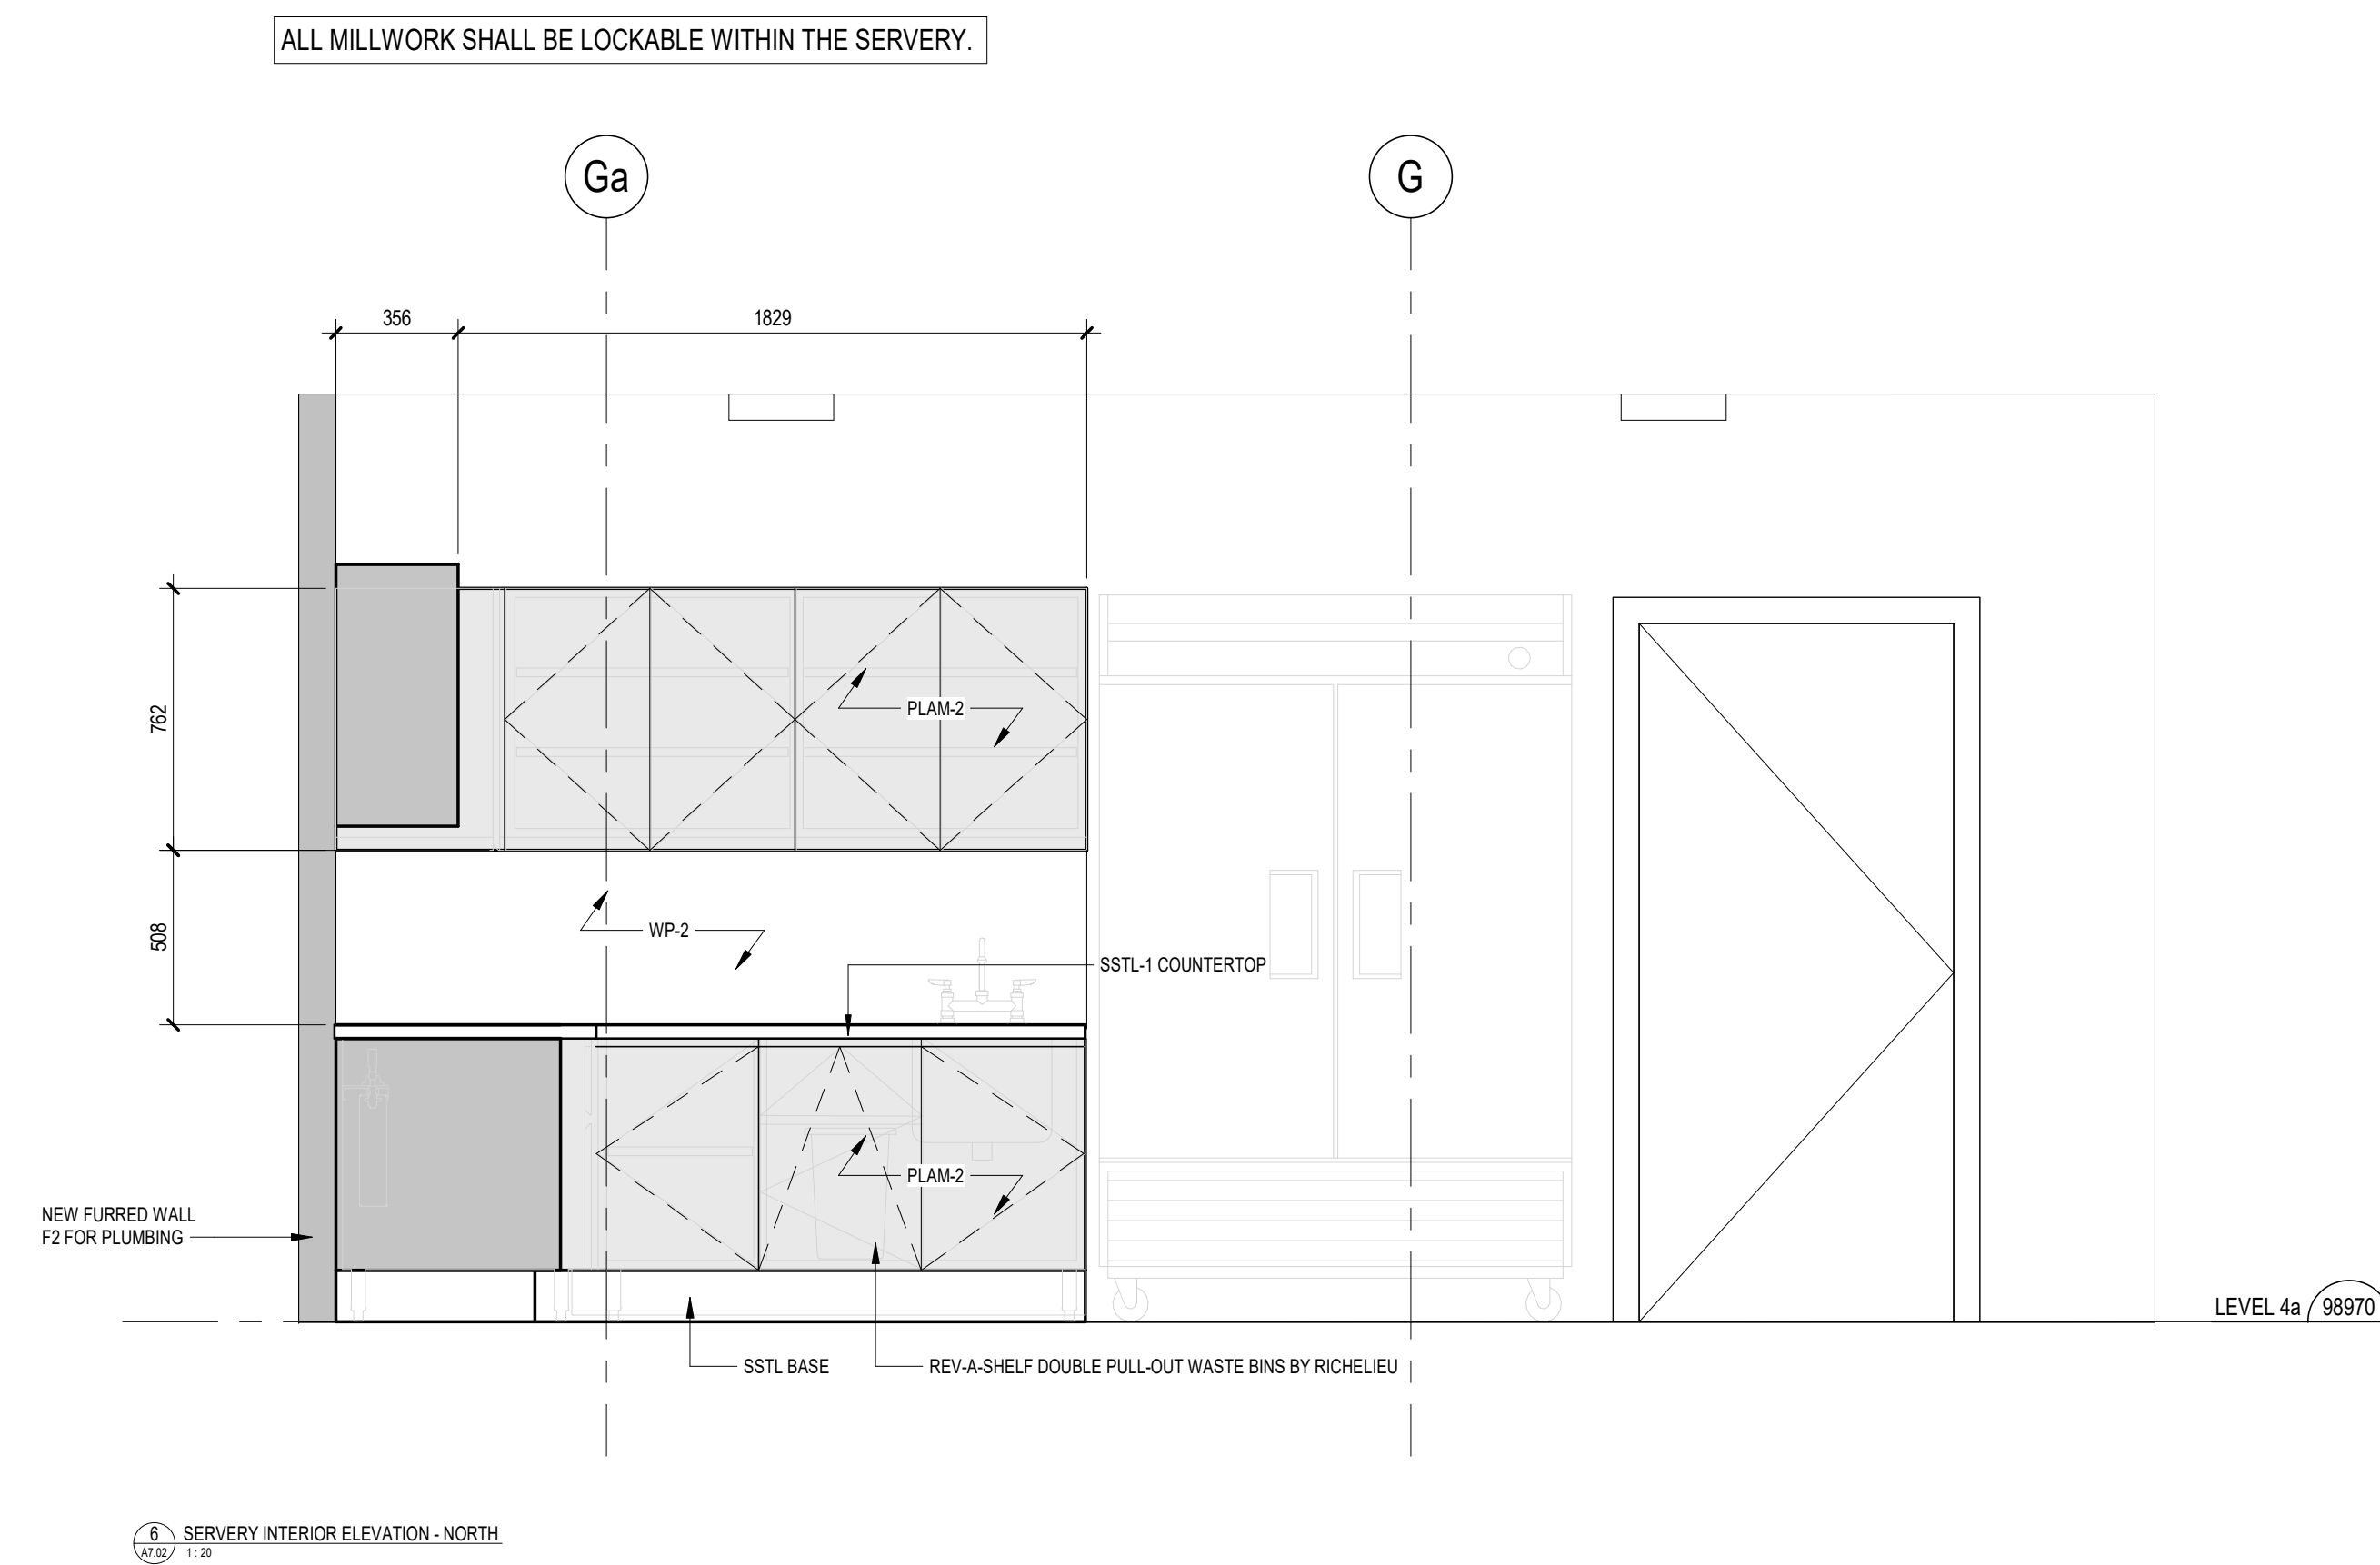 ALL MILLWORK SHALL BE LOCKABLE WITHIN THE SERVERY.
Ga
G
356
1829
762
PLAM-2
508
WP-2
SSTL-1 COUNTERTOP
PLAM-2
NEW FURRED WALL
F2 FOR PLUMBING
LEVEL 4a
98970
SSTL BASE
REV-A-SHELF DOUBLE PULL-OUT WASTE BINS BY RICHELIEU
6
A7.02
SERVERY INTERIOR ELEVATION - NORTH
1 : 20